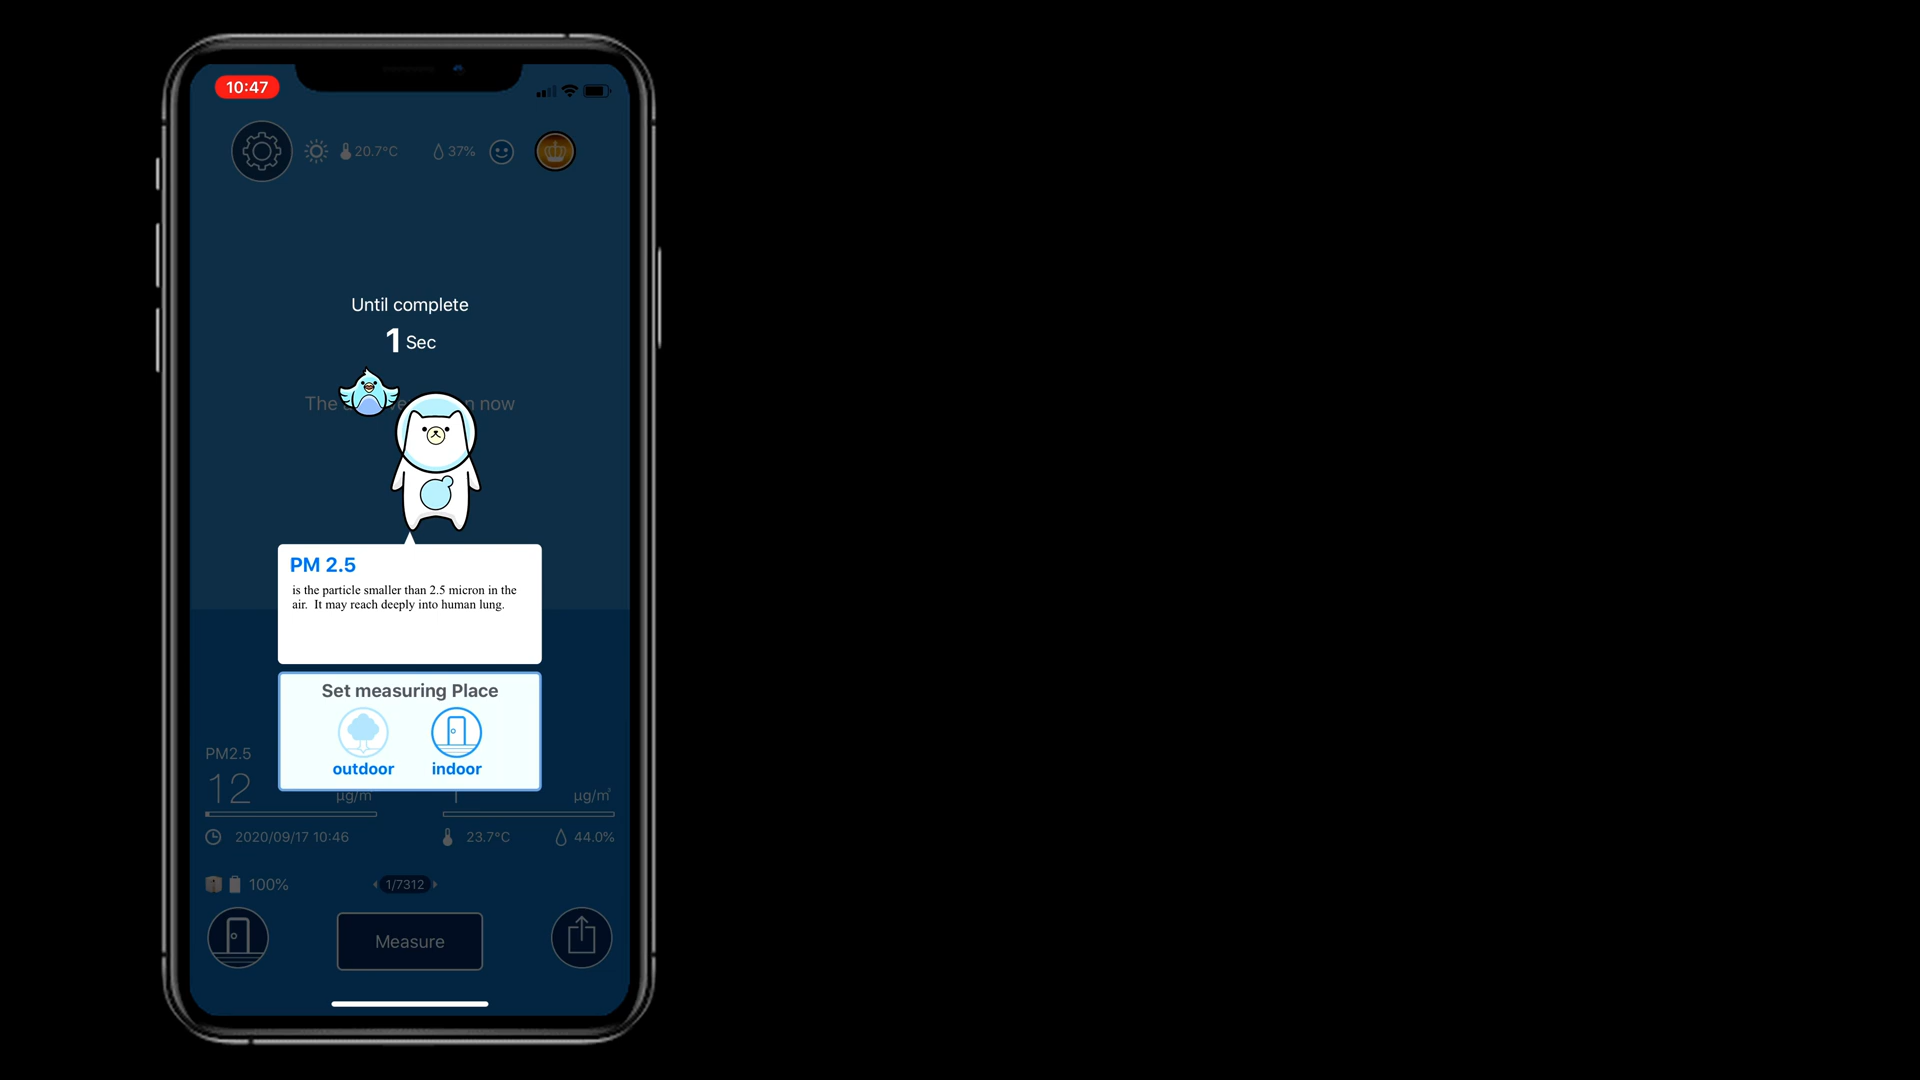 10:47
20.7°C
37%
Until complete
1 Sec
The now
PM 2.5
is the particle smaller than 2.5 micron in the
air. It may reach deeply into human lung.
Set measuring Place
outdoor indoor
PM2.5
12 μg/m
μg/m³
2020/09/17 10:46
23.7°C
44.0%
100%
1/7312
Measure